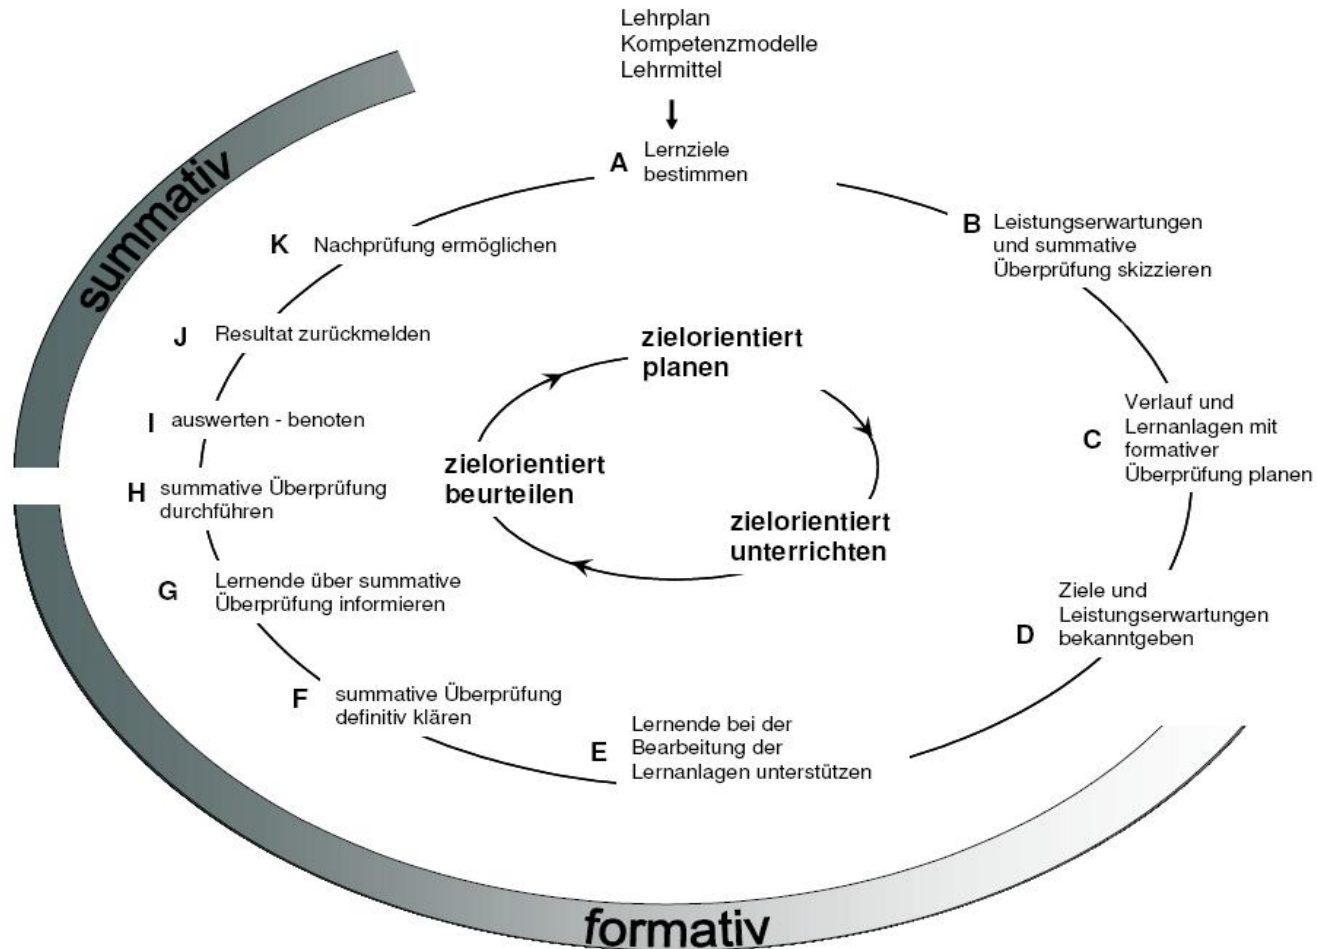 Lehrplan
Kompetenzmodelle
Lehrmittel
A Lernziele
bestimmen
B Leistungserwartungen
und summative
Überprüfung skizzieren
C Verlauf und
Lernanlagen mit
formativer
Überprüfung planen
D Ziele und
Leistungserwartungen
bekanntgeben
E Lernende bei der
Bearbeitung der
Lernanlagen unterstützen
F summative Überprüfung
definitiv klären
G Lernende über summative
Überprüfung informieren
H summative Überprüfung
durchführen
I auswerten - benoten
J Resultat zurückmelden
K Nachprüfung ermöglichen
zielorientiert
planen
zielorientiert
unterrichten
zielorientiert
beurteilen
summativ
formativ